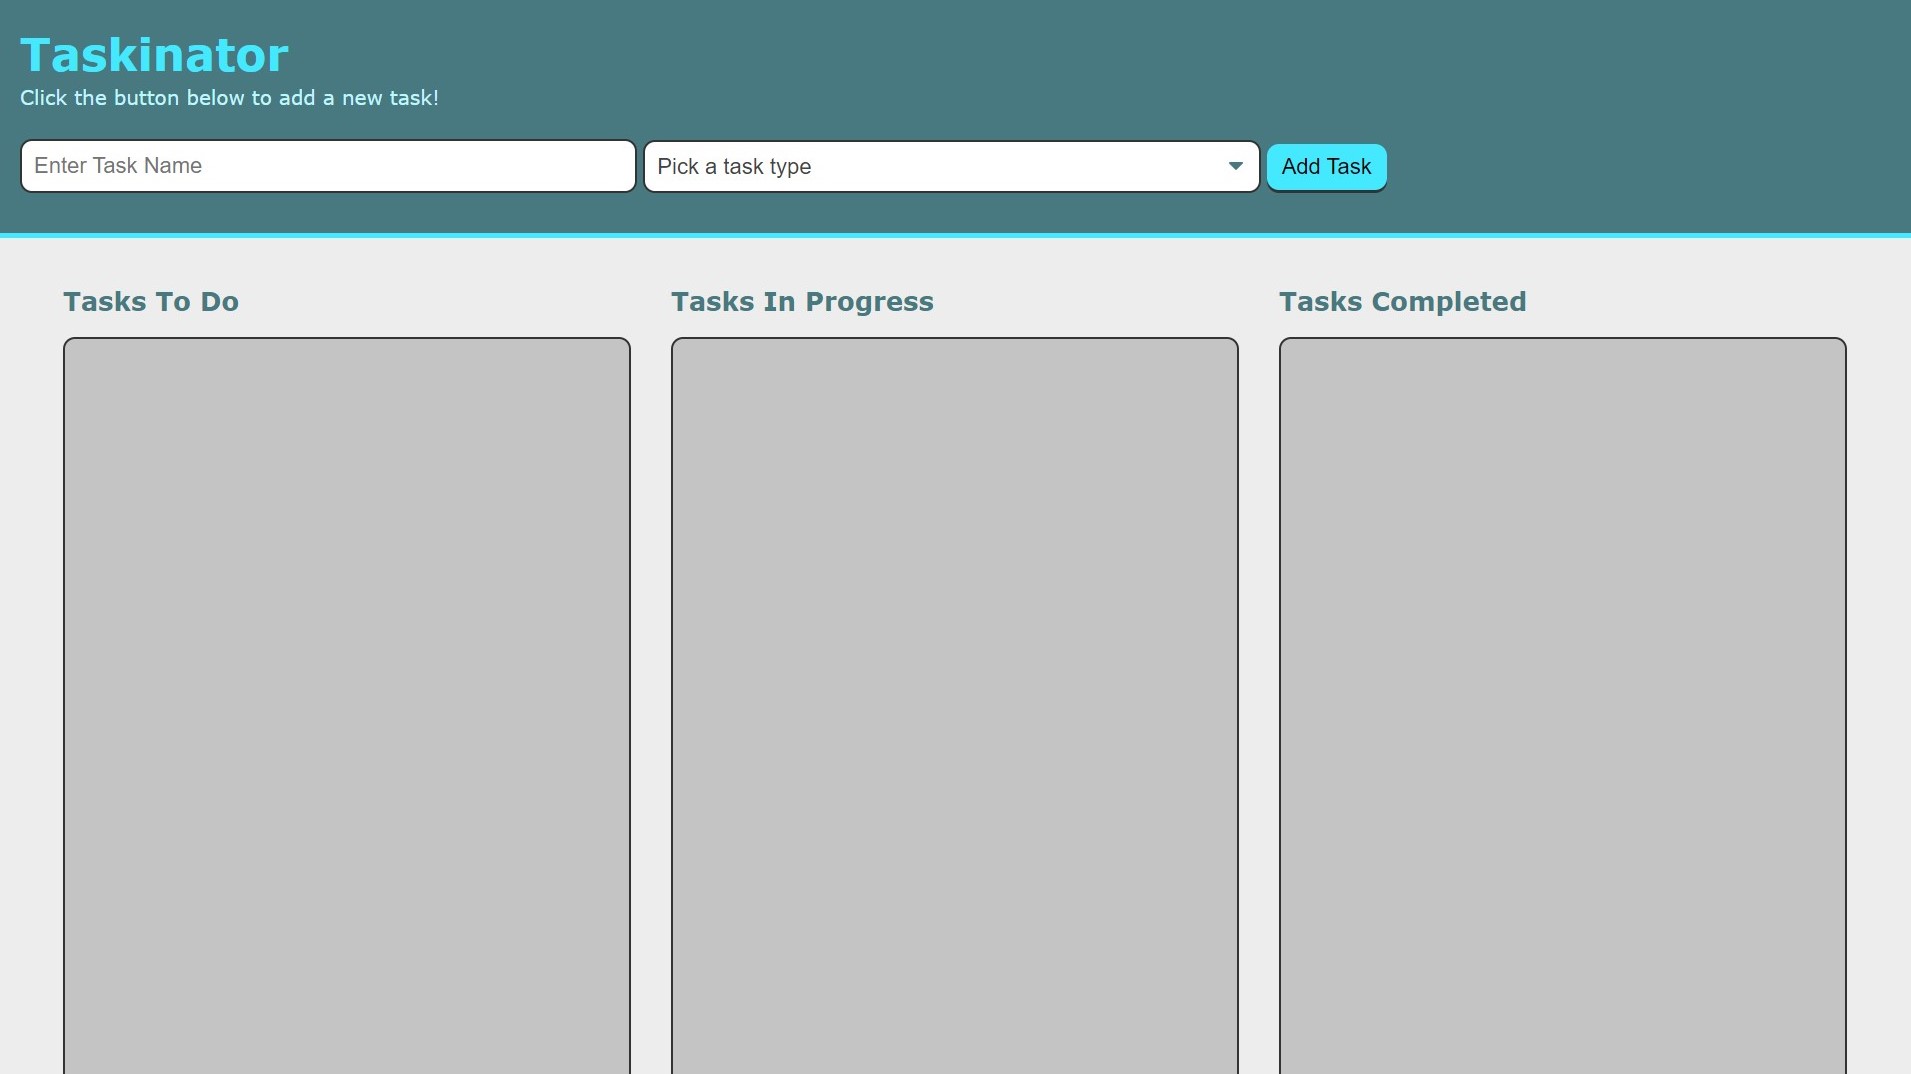 Taskinator
Click the button below to add a new task!
Enter Task Name
Pick a task type
Add Task
Tasks To Do
Tasks In Progress
Tasks Completed